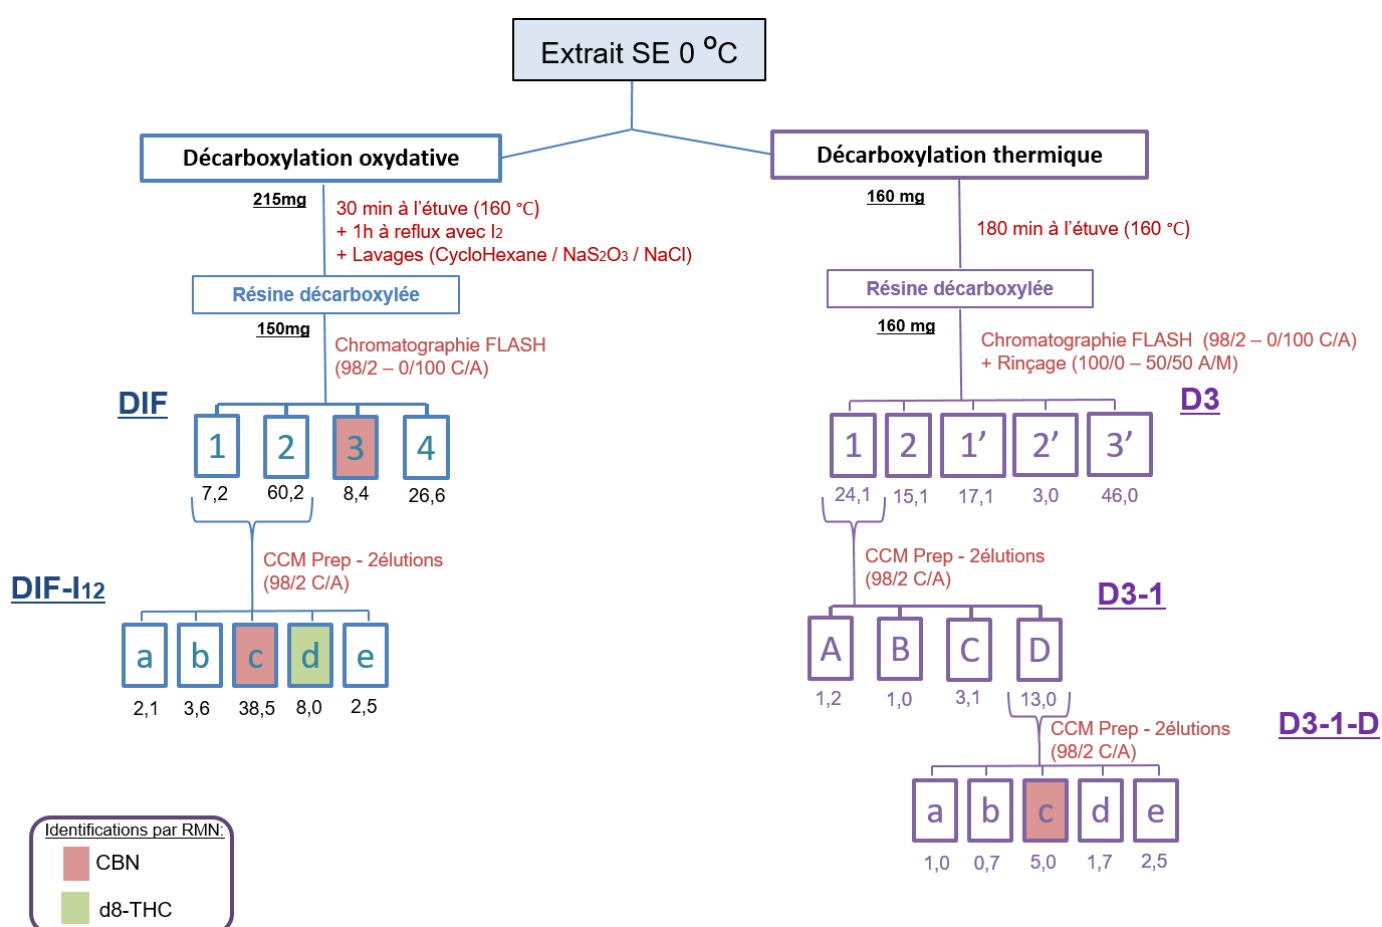 Extrait SE 0 °C
Décarboxylation oxydative
Décarboxylation thermique
215mg
30 min à l'étuve (160 °C)
+ 1h à reflux avec I2
+ Lavages (CycloHexane / NaS2O3 / NaCl)
160 mg
180 min à l'étuve (160 °C)
Résine décarboxylée
Résine décarboxylée
150mg
Chromatographie FLASH
(98/2 – 0/100 C/A)
160 mg
Chromatographie FLASH (98/2 – 0/100 C/A)
+ Rinçage (100/0 – 50/50 A/M)
DIF
1 2 3 4
7,2 60,2 8,4 26,6
D3
1 2 1’ 2’ 3’
24,1 15,1 17,1 3,0 46,0
CCM Prep - 2élutions
(98/2 C/A)
CCM Prep - 2élutions
(98/2 C/A)
DIF-I12
a b c d e
2,1 3,6 38,5 8,0 2,5
D3-1
A B C D
1,2 1,0 3,1 13,0
CCM Prep - 2élutions
(98/2 C/A)
D3-1-D
a b c d e
1,0 0,7 5,0 1,7 2,5
Identifications par RMN:
CBN
d8-THC